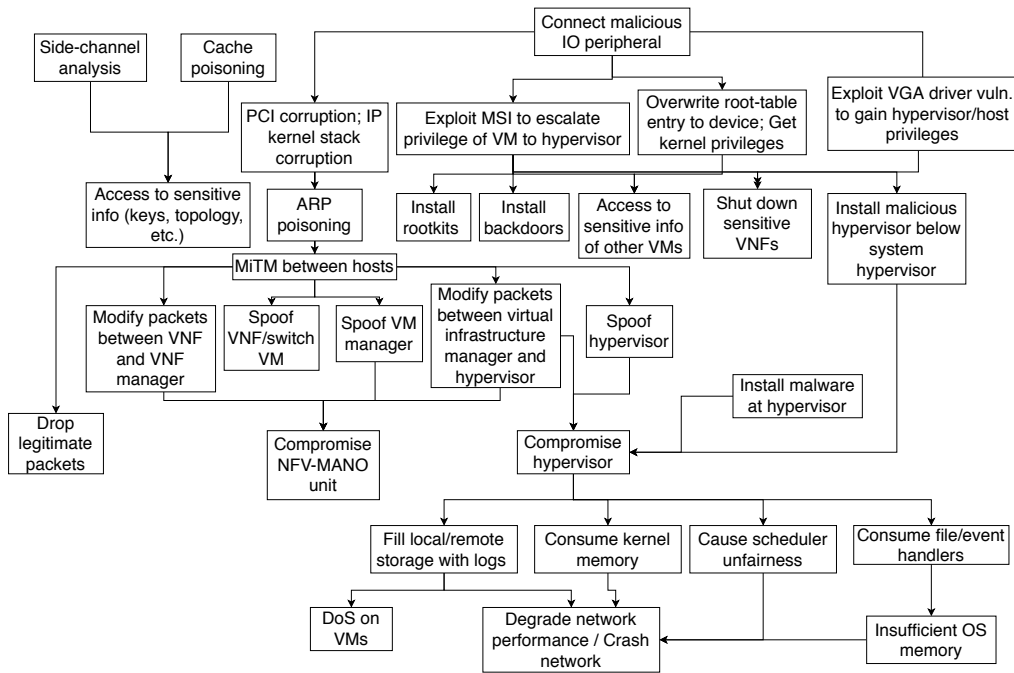 Connect malicious
IO peripheral
Side-channel
analysis
Cache
poisoning
PCI corruption; IP
kernel stack
corruption
Exploit MSI to escalate
privilege of VM to hypervisor
Overwrite root-table
entry to device; Get
kernel privileges
Exploit VGA driver vuln.
to gain hypervisor/host
privileges
Access to sensitive
info (keys, topology,
etc.)
ARP
poisoning
Install
rootkits
Install
backdoors
Access to
sensitive info
of other VMs
Shut down
sensitive
VNFs
Install malicious
hypervisor below
system
hypervisor
MiTM between hosts
Modify packets
between VNF
and VNF
manager
Spoof
VNF/switch
VM
Spoof VM
manager
Modify packets
between virtual
infrastructure
manager and
hypervisor
Spoof
hypervisor
Install malware
at hypervisor
Drop
legitimate
packets
Compromise
NFV-MANO
unit
Compromise
hypervisor
Fill local/remote
storage with logs
Consume kernel
memory
Cause scheduler
unfairness
Consume file/event
handlers
DoS on
VMs
Degrade network
performance / Crash
network
Insufficient OS
memory